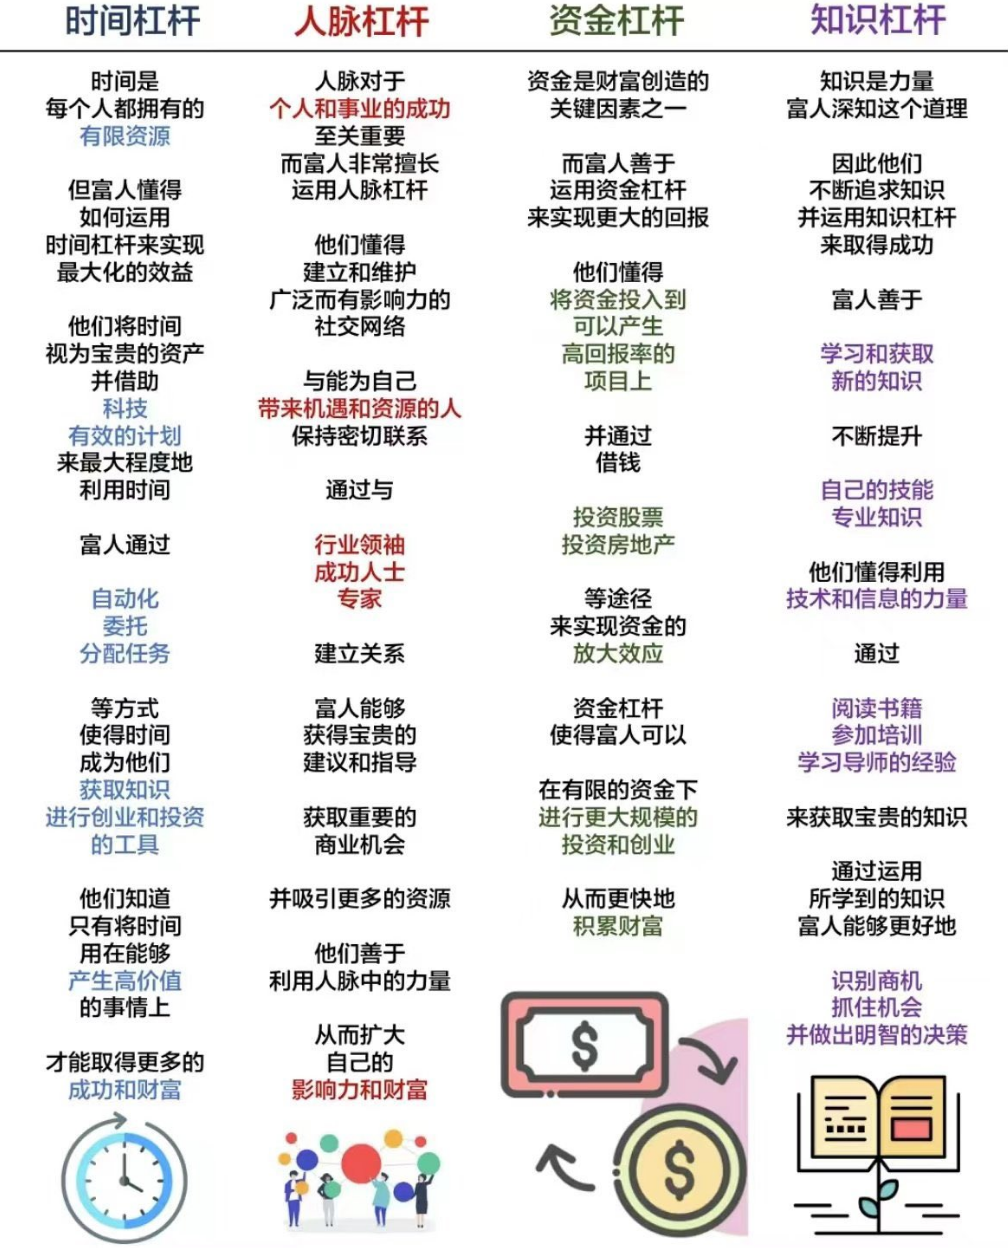 时间杠杆
时间是
每个人都拥有的
有限资源
但富人懂得
如何运用
时间杠杆来实现
最大化的效益
他们将时间
视为宝贵的资产
并借助
科技
有效的计划
来最大程度地
利用时间
富人通过
自动化
委托
分配任务
等方式
使得时间
成为他们
获取知识
进行创业和投资
的工具
他们知道
只有将时间
用在能够
产生高价值
的事情上
才能取得更多的
成功和财富
人脉杠杆
人脉对于
个人和事业的成功
至关重要
而富人非常擅长
运用人脉杠杆
他们懂得
建立和维护
广泛而有影响力的
社交网络
与能为自己
带来机遇和资源的人
保持密切联系
通过与
行业领袖
成功人士
专家
建立关系
富人能够
获得宝贵的
建议和指导
获取重要的
商业机会
并吸引更多的资源
他们善于
利用人脉中的力量
从而扩大
自己的
影响力和财富
资金杠杆
资金是财富创造的
关键因素之一
而富人善于
运用资金杠杆
来实现更大的回报
他们懂得
将资金投入到
可以产生
高回报率的
项目上
并通过
借钱
投资股票
投资房地产
等途径
来实现资金的
放大效应
资金杠杆
使得富人可以
在有限的资金下
进行更大规模的
投资和创业
从而更快地
积累财富
$
$
知识杠杆
知识是力量
富人深知这个道理
因此他们
不断追求知识
并运用知识杠杆
来取得成功
富人善于
学习和获取
新的知识
不断提升
自己的技能
专业知识
他们懂得利用
技术和信息的力量
通过
阅读书籍
参加培训
学习导师的经验
来获取宝贵的知识
通过运用
所学到的知识
富人能够更好地
识别商机
抓住机会
并做出明智的决策